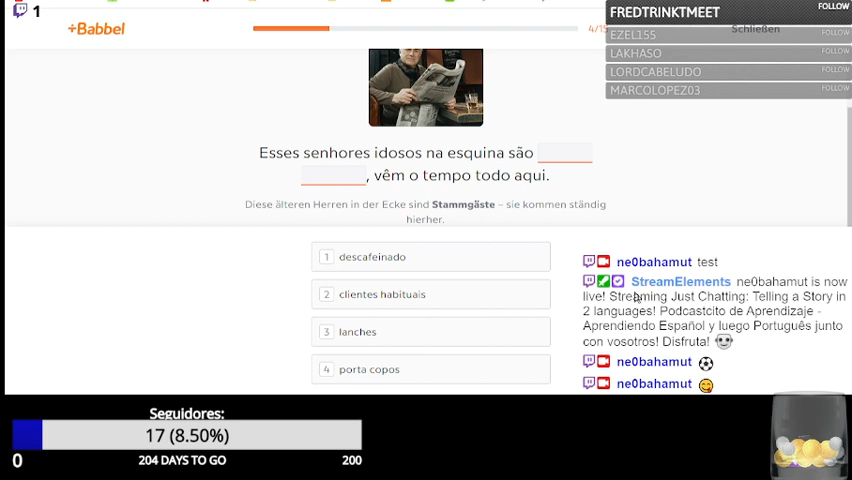 1
+Babbel
4/15
Schließen
FREDTRINKTMEET FOLLOW
EZEL155 FOLLOW
LAKHASO FOLLOW
LORDCABELUDO FOLLOW
MARCOLOPEZ03 FOLLOW
Esses senhores idosos na esquina são
, vêm o tempo todo aqui.
Diese älteren Herren in der Ecke sind Stammgäste – sie kommen ständig
hierher.
1 descafeinado
2 clientes habituais
3 lanches
4 porta copos
ne0bahamut test
StreamElements ne0bahamut is now
live! Streaming Just Chatting: Telling a Story in
2 languages! Podcastcito de Aprendizaje -
Aprendiendo Español y luego Português junto
con vosotros! Disfruta!
ne0bahamut
ne0bahamut
Seguidores:
17 (8.50%)
0 204 DAYS TO GO 200